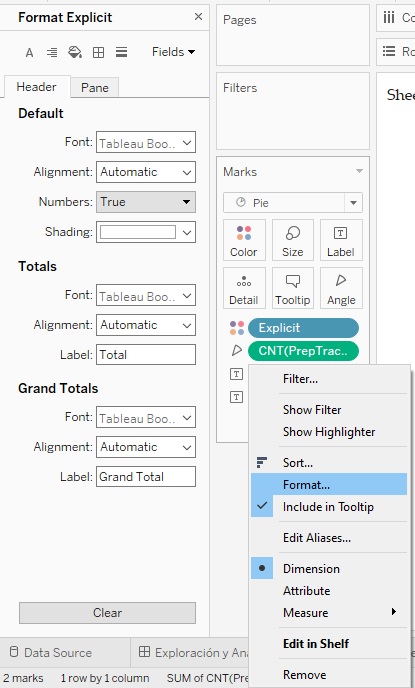 Format Explicit
A
Fields
Header
Pane
Default
Font: Tableau Boo..
Alignment: Automatic
Numbers: True
Shading:
Totals
Font: Tableau Boo..
Alignment: Automatic
Label: Total
Grand Totals
Font: Tableau Boo..
Alignment: Automatic
Label: Grand Total
Clear
Pages
Filters
Marks
Pie
Color
Size
T
Label
Detail
Tooltip
Angle
Explicit
CNT(PrepTrac..
T
T
Filter...
Show Filter
Show Highlighter
Sort...
Format...
Include in Tooltip
Edit Aliases...
Dimension
Attribute
Measure
Edit in Shelf
Remove
Co
Ro
Shee
Data Source
Exploración y Ana
2 marks
1 row by 1 column
SUM of CNT(Pre